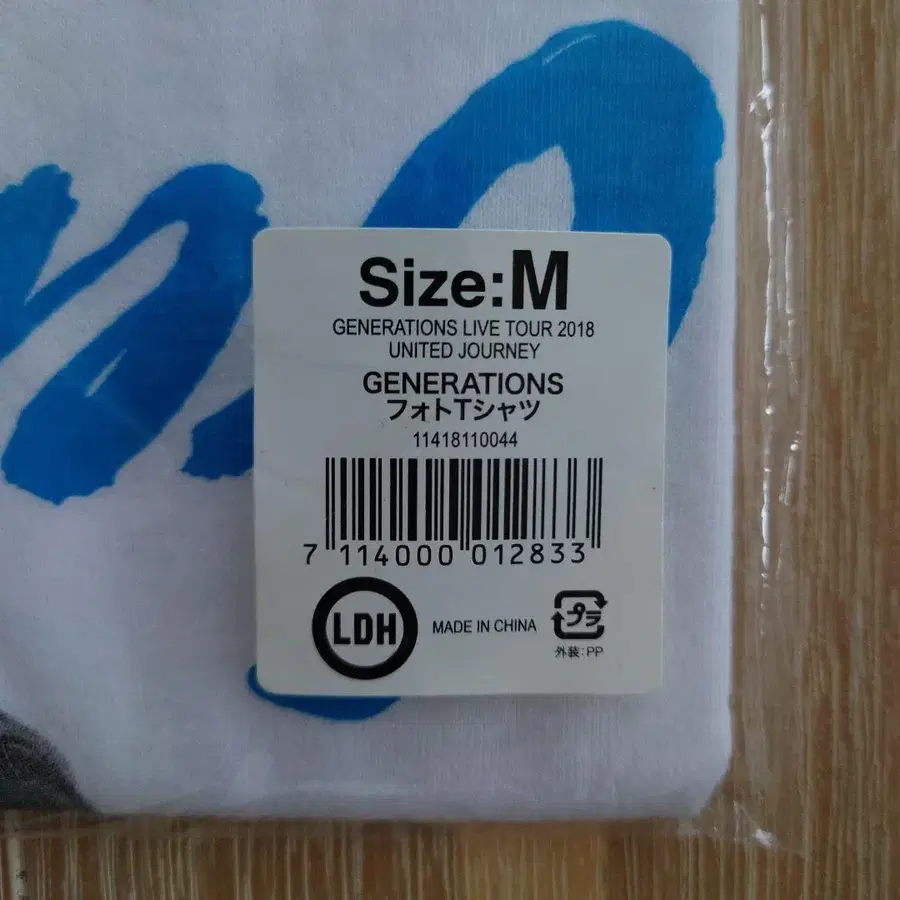 Size:M
GENERATIONS LIVE TOUR 2018
UNITED JOURNEY
GENERATIONS
フォトTシャツ
11418110044
7 114000 012833
LDH
MADE IN CHINA
プラ
外装:PP